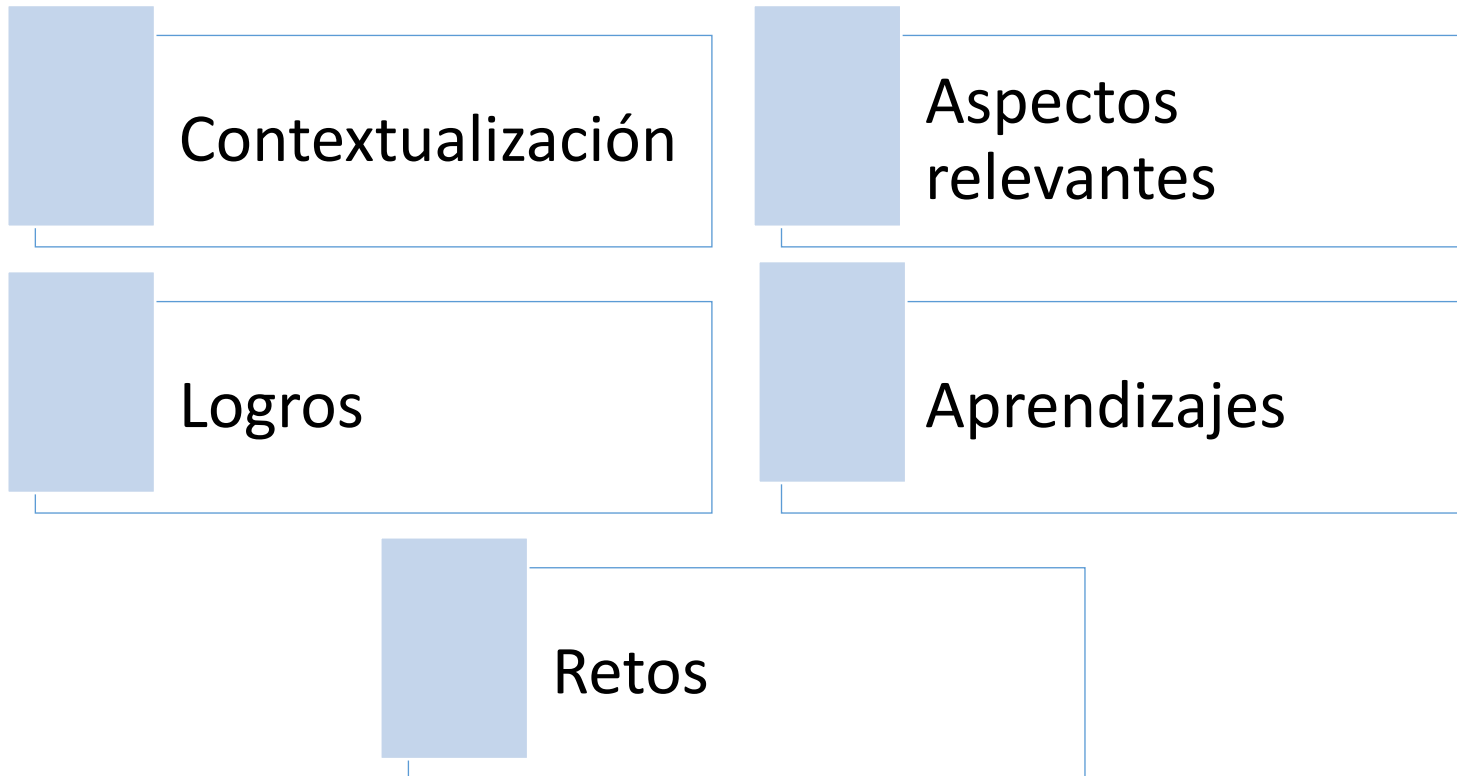 Contextualización
Aspectos
relevantes
Logros
Aprendizajes
Retos